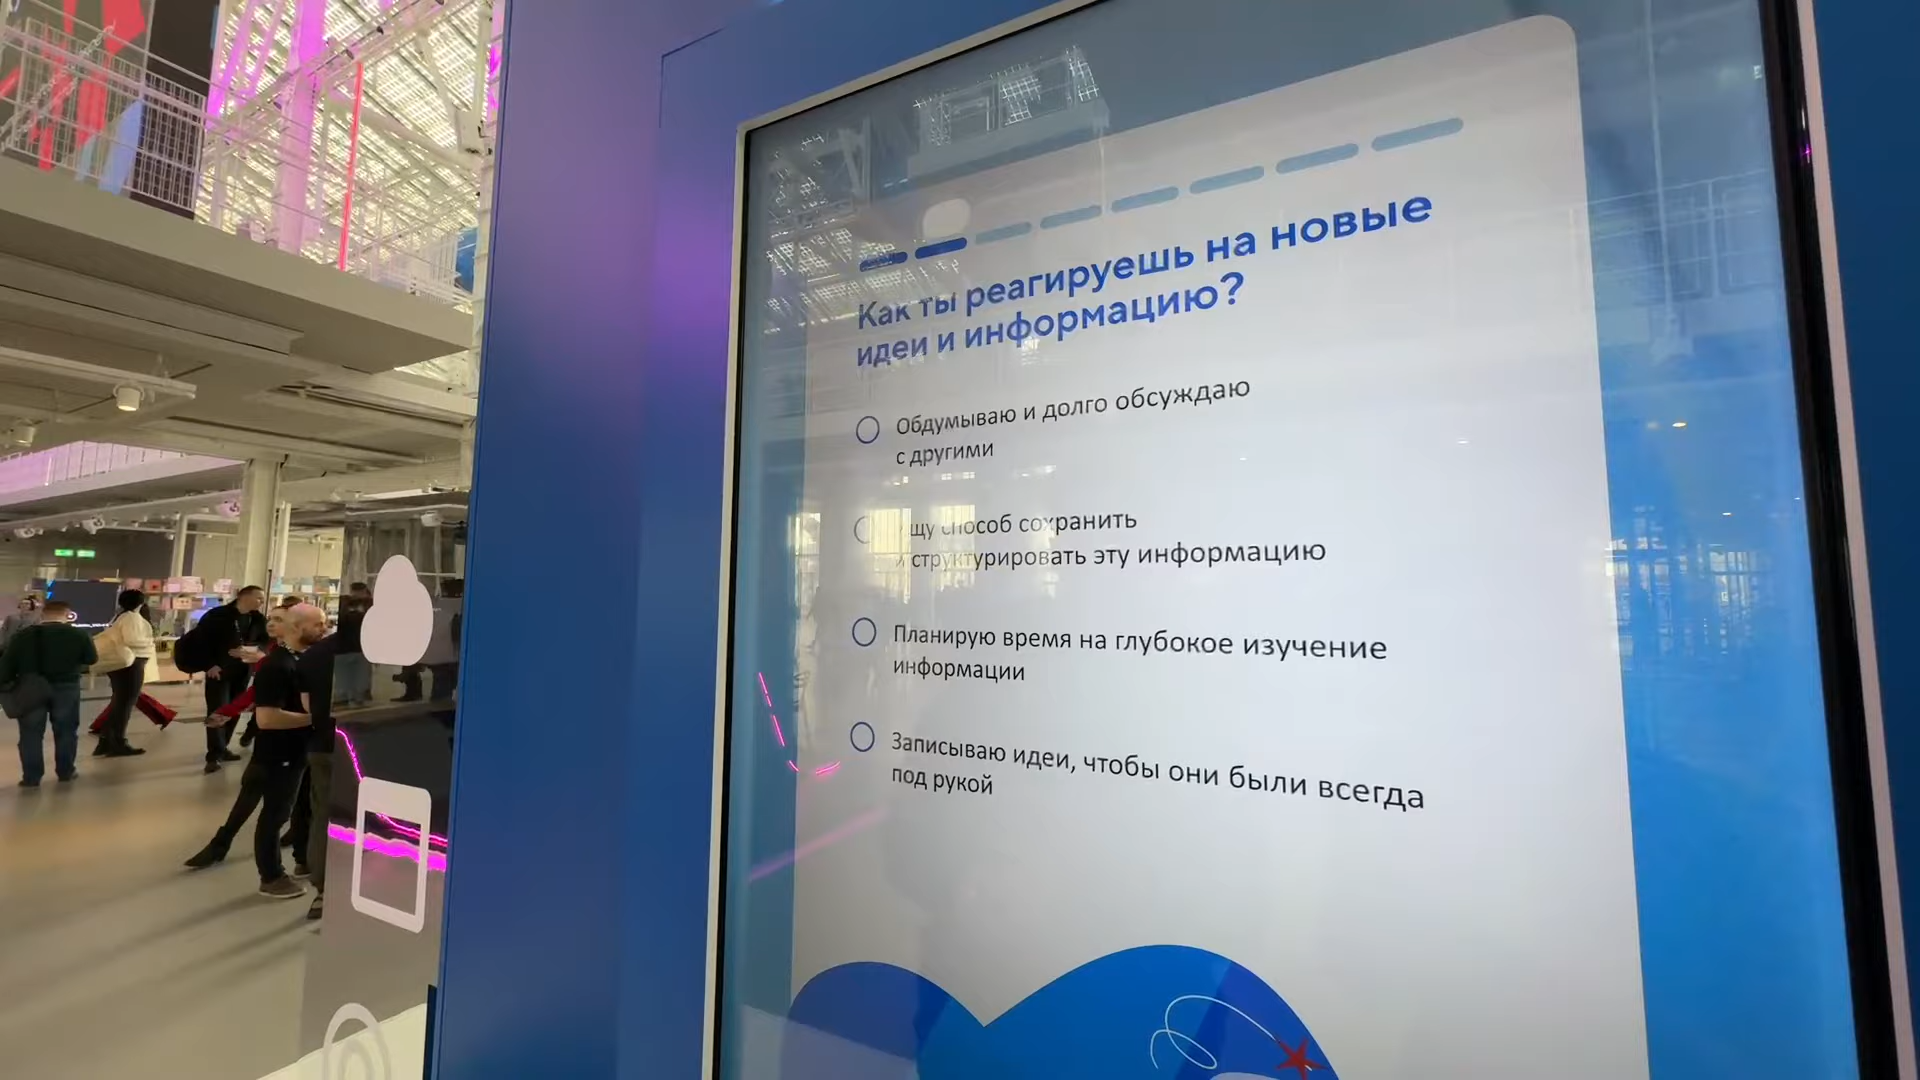 Как ты реагируешь на новые
идеи и информацию?
Обдумываю и долго обсуждаю
с другими
способ сохранить
и структурировать эту информацию
Планирую время на глубокое изучение
информации
Записываю идеи, чтобы они были всегда
под рукой